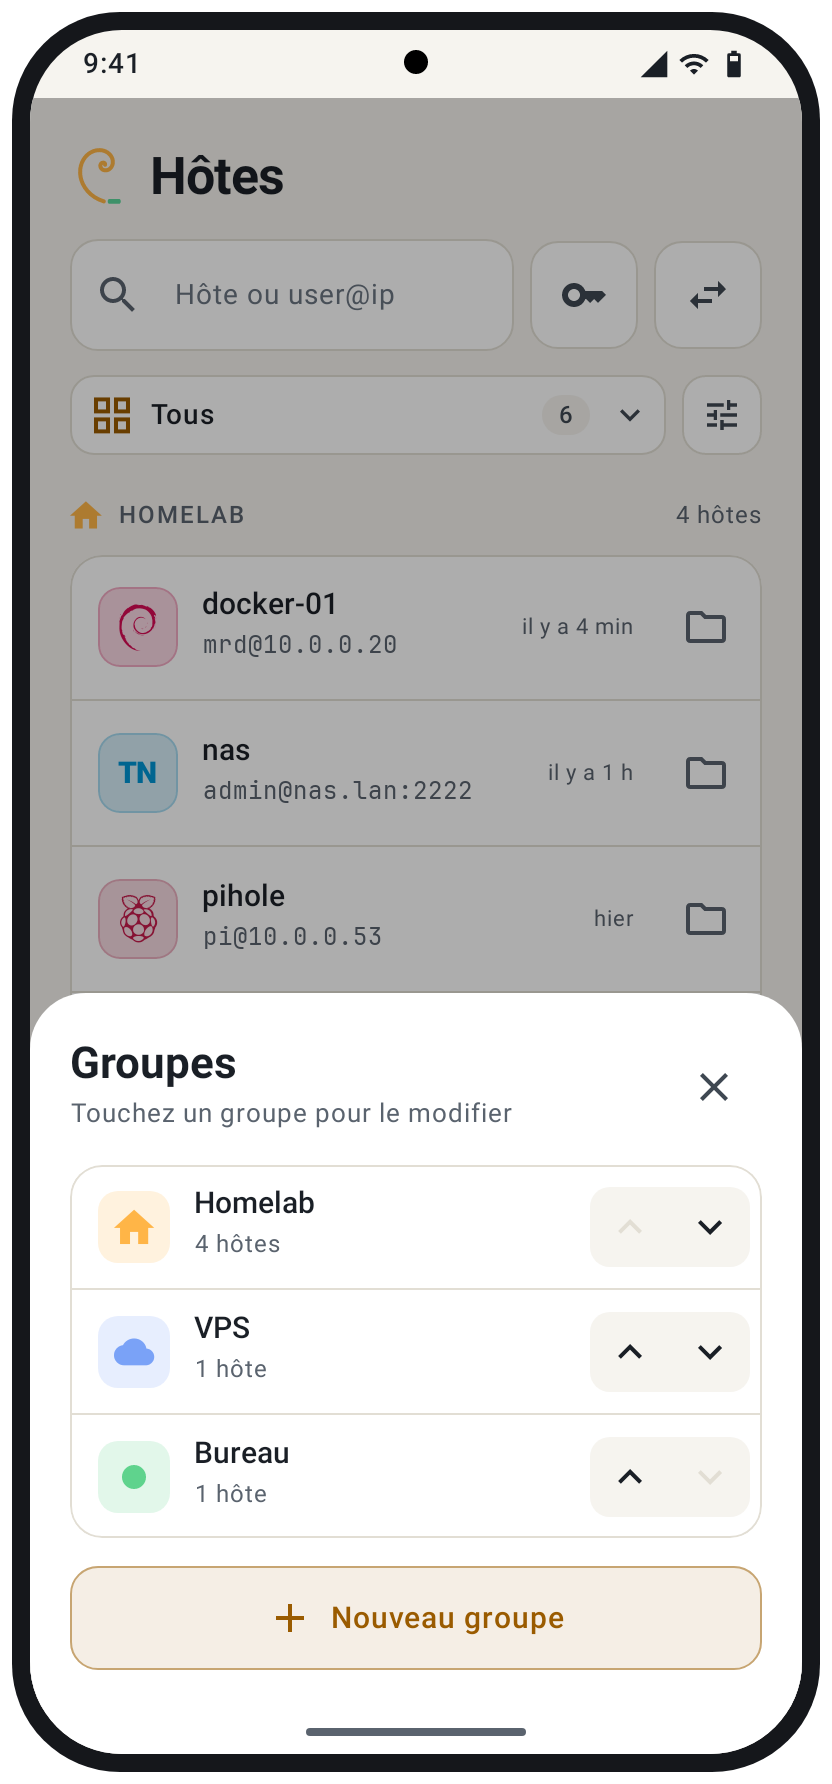 9:41
Hôtes
Hôte ou user@ip
Tous 6
HOMELAB 4 hôtes
docker-01
mrd@10.0.0.20 il y a 4 min
TN nas
admin@nas.lan:2222 il y a 1 h
pihole
pi@10.0.0.53 hier
Groupes
Touchez un groupe pour le modifier
Homelab
4 hôtes
VPS
1 hôte
Bureau
1 hôte
Nouveau groupe